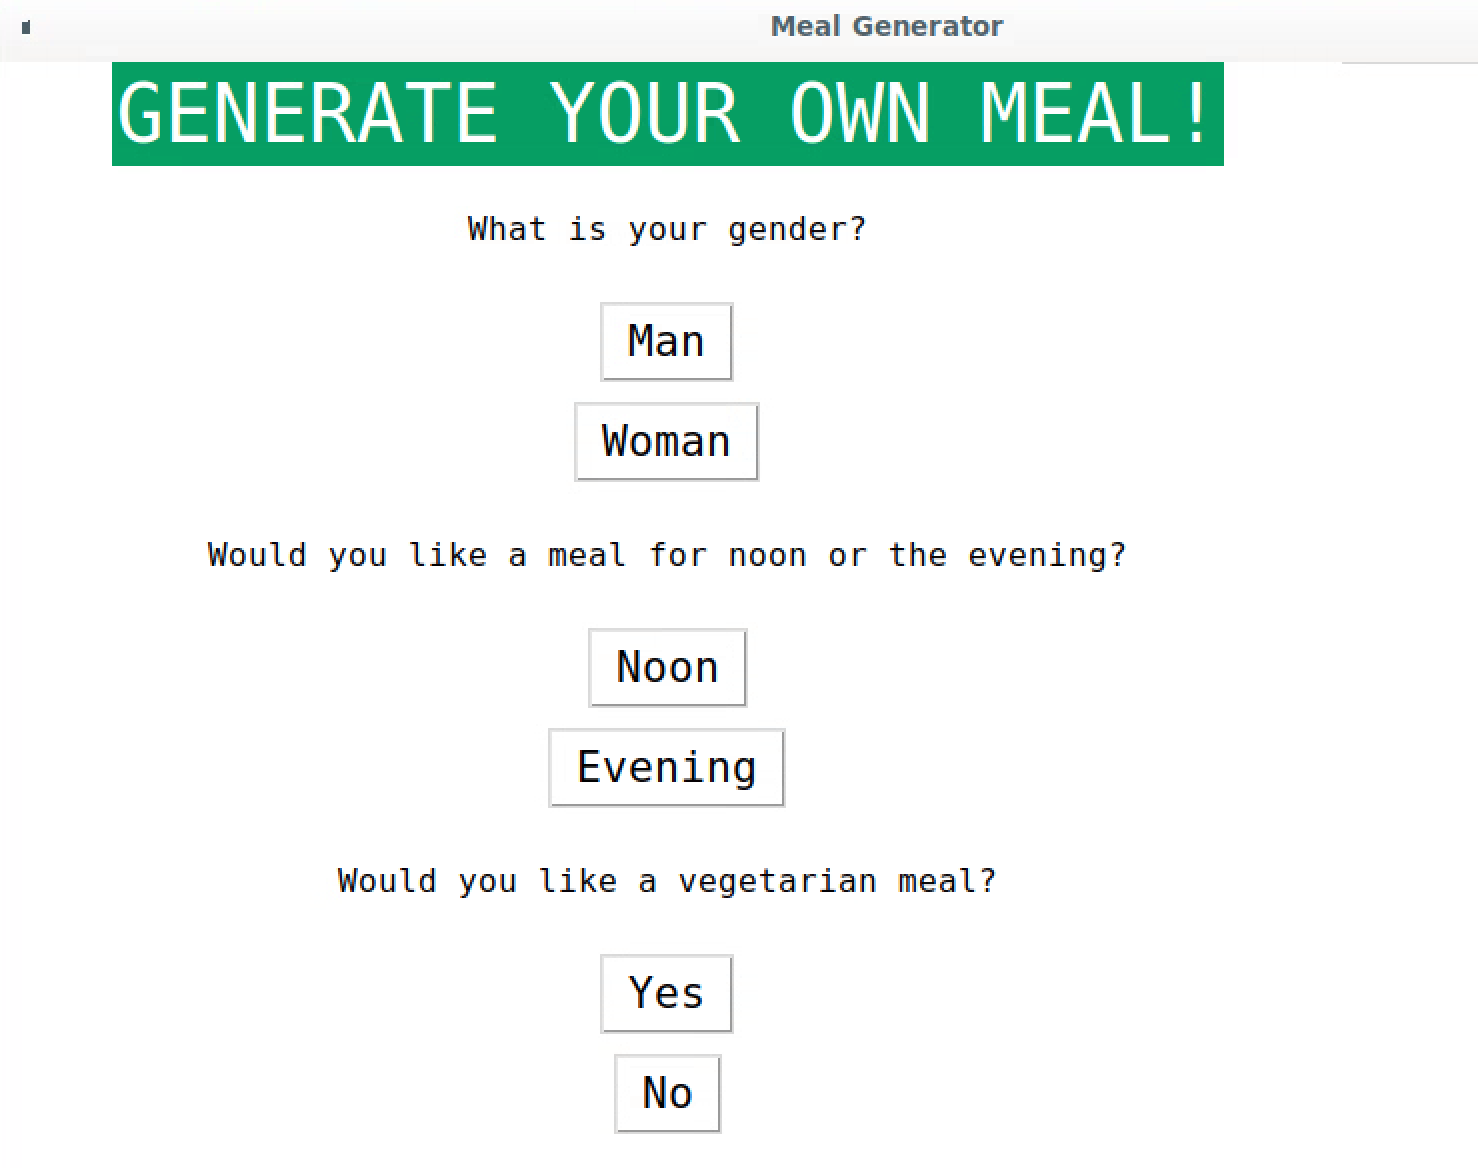 Meal Generator
GENERATE YOUR OWN MEAL!
What is your gender?
Man
Woman
Would you like a meal for noon or the evening?
Noon
Evening
Would you like a vegetarian meal?
Yes
No